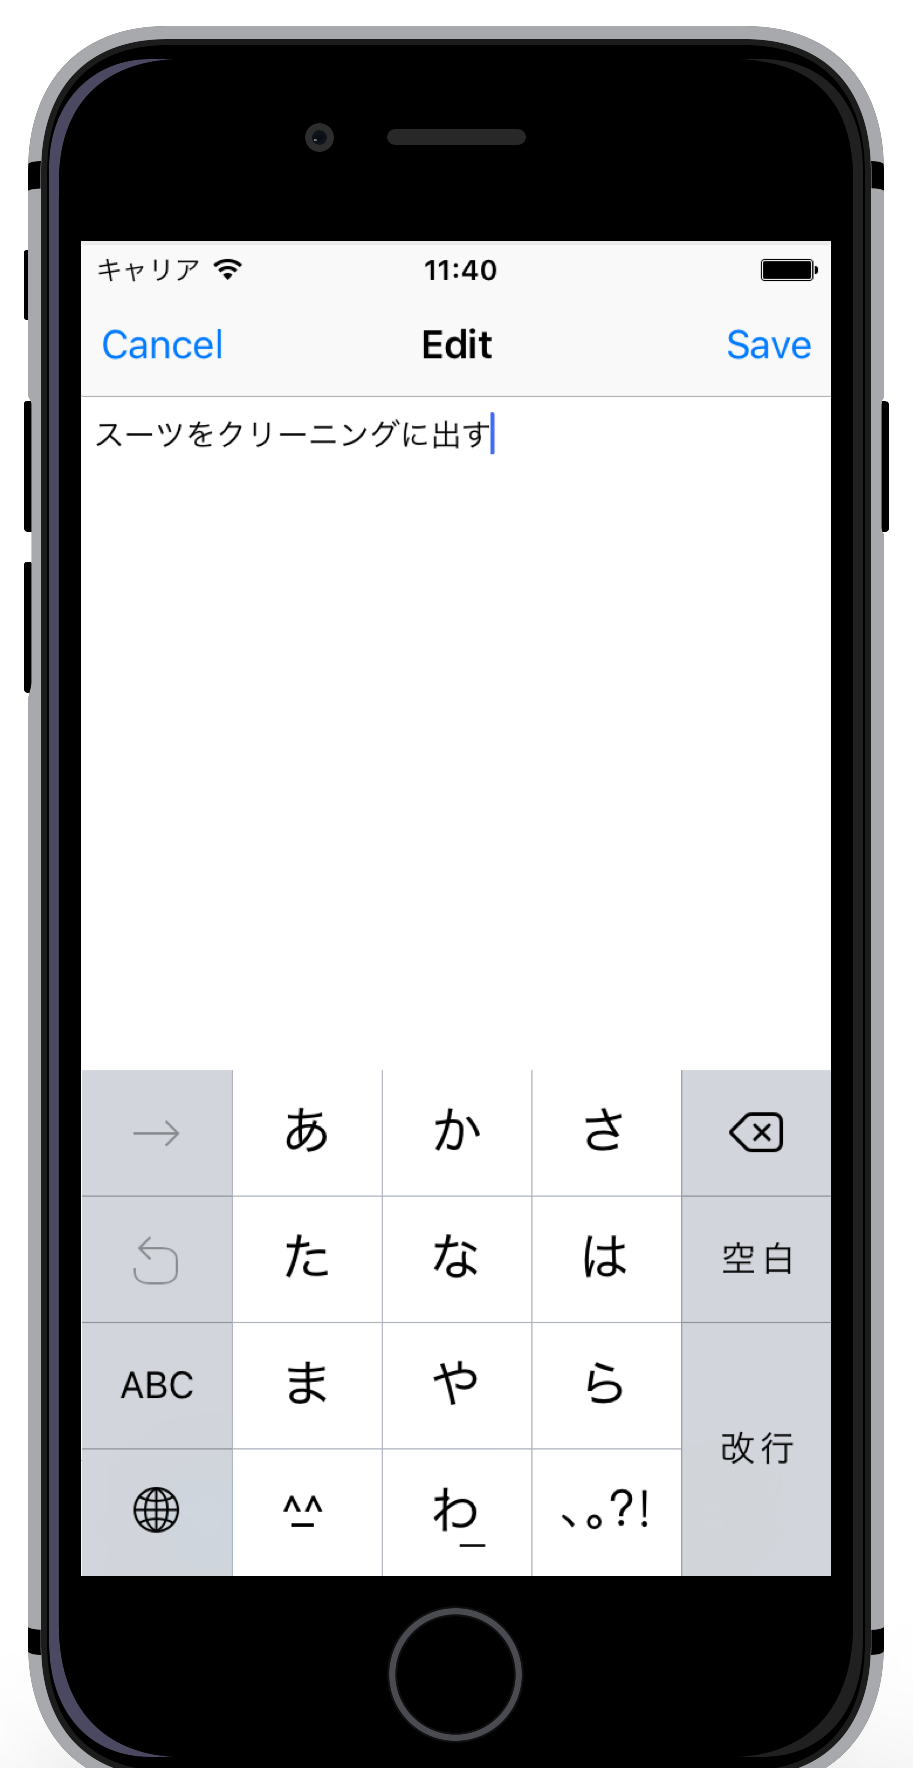 キャリア 11:40
Cancel Edit Save
スーツをクリーニングに出す
→ あ か さ
た な は 空白
ABC ま や ら
改行
^_^ わ_ 、。?!